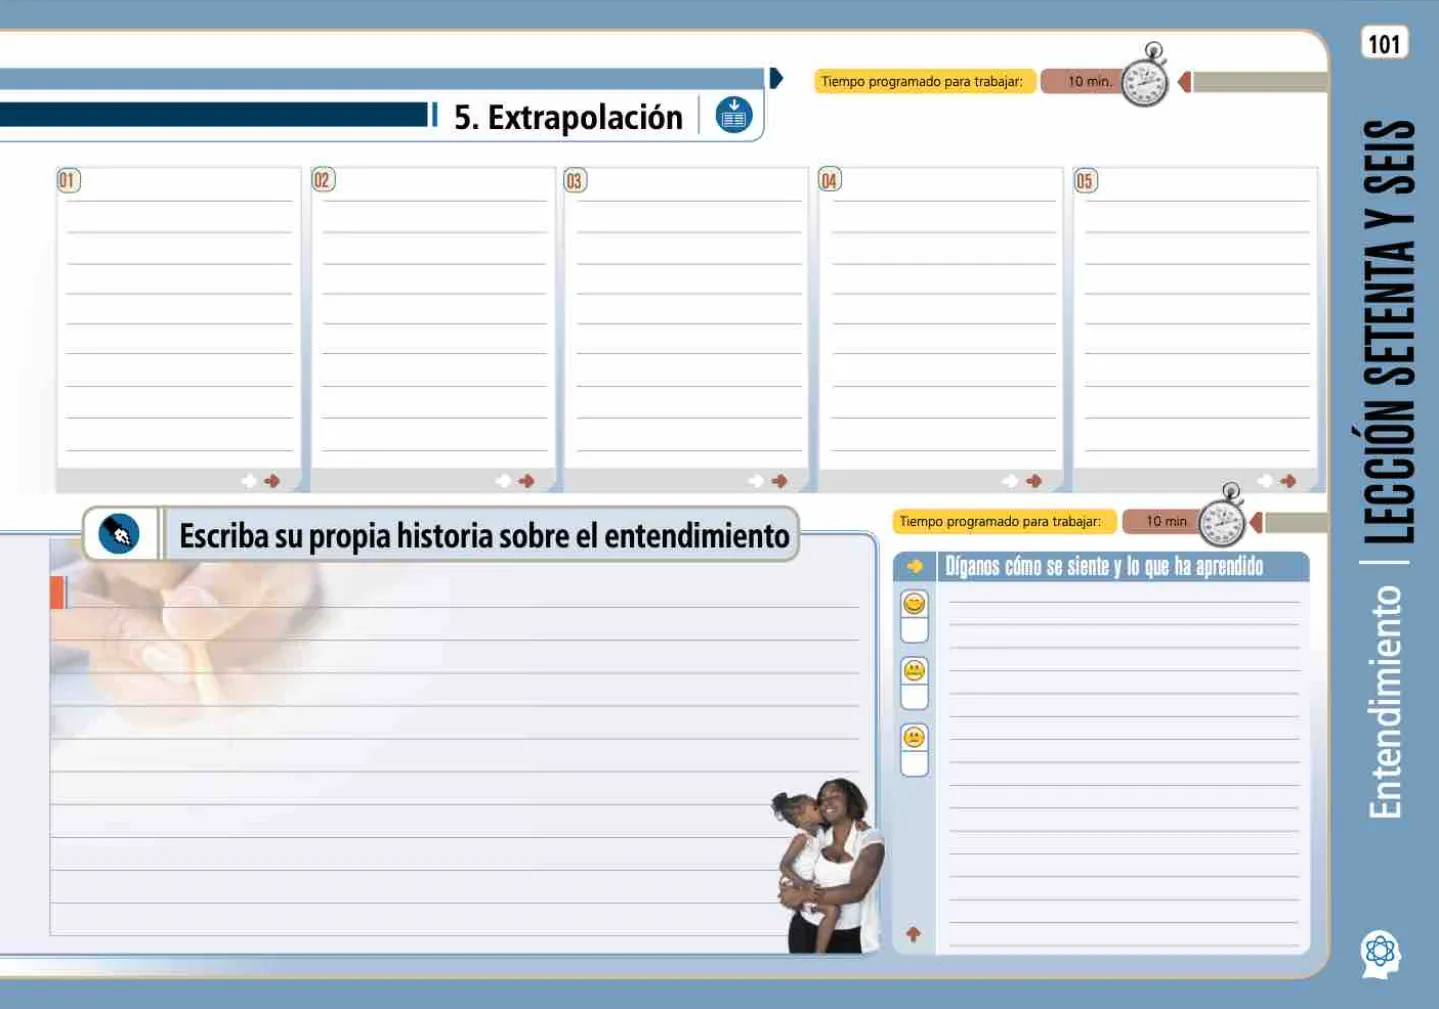 101
Tiempo programado para trabajar:
10 min.
5. Extrapolación
01
02
03
04
05
Escriba su propia historia sobre el entendimiento
Tiempo programado para trabajar:
10 min
Díganos cómo se siente y lo que ha aprendido
Entendimiento | LECCIÓN SETENTA Y SEIS